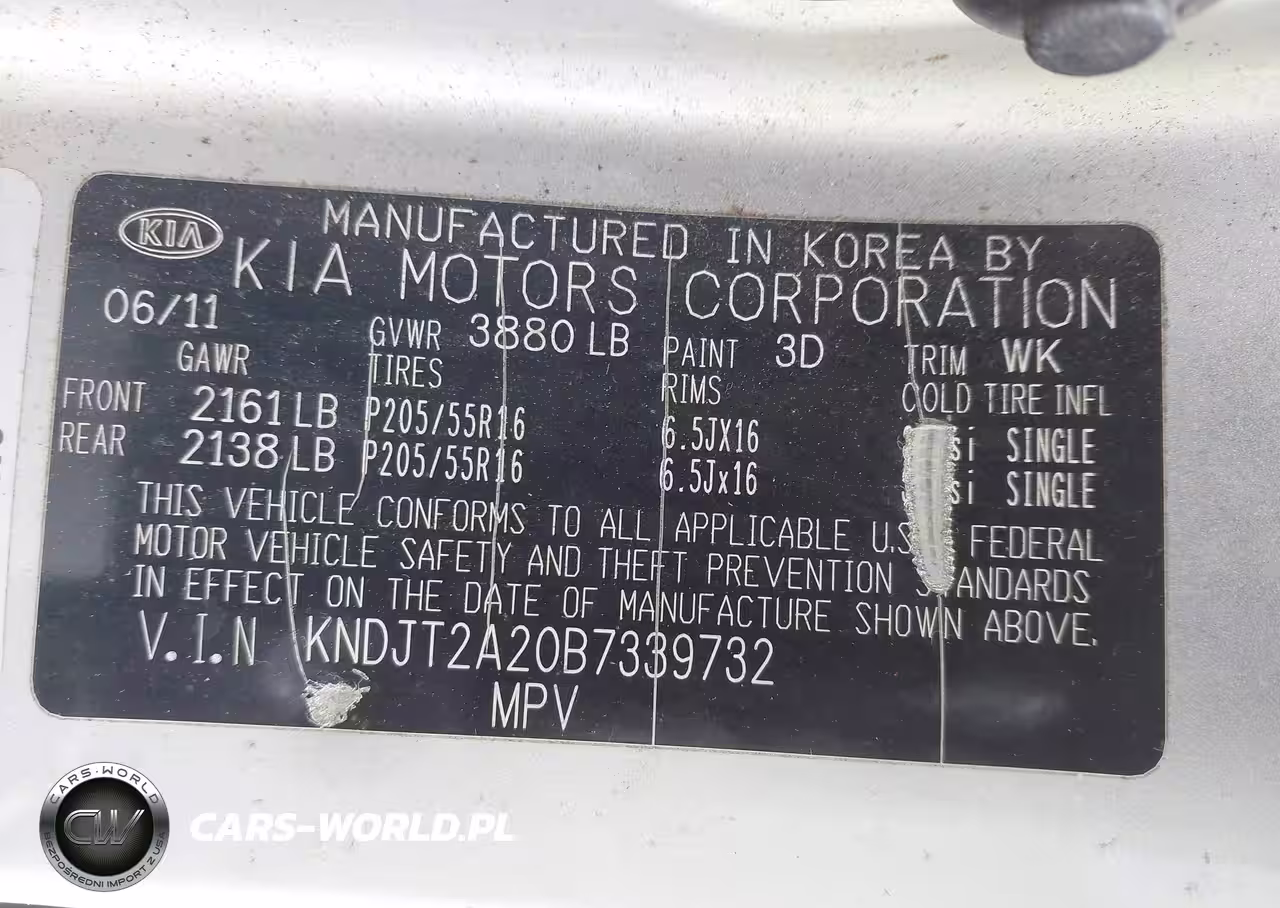 KIA MANUFACTURED IN KOREA BY
KIA MOTORS CORPORATION
06/11 GVWR 3880 LB PAINT 3D TRIM WK
GAWR TIRES RIMS COLD TIRE INFL
FRONT 2161 LB P205/55R16 6.5JX16 SINGLE
REAR 2138 LB P205/55R16 6.5Jx16 SINGLE
THIS VEHICLE CONFORMS TO ALL APPLICABLE U.S FEDERAL
MOTOR VEHICLE SAFETY AND THEFT PREVENTION STANDARDS
IN EFFECT ON THE DATE OF MANUFACTURE SHOWN ABOVE.
V.I.N KNDJT2A20B7339732
MPV
CARS-WORLD
CW
BEZPOŚREDNI IMPORT Z USA
CARS-WORLD.PL